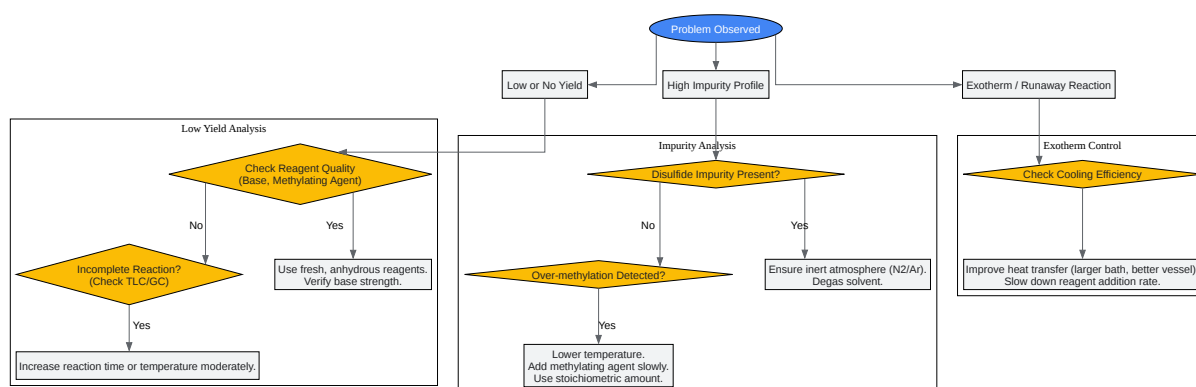 Problem Observed
Low or No Yield
High Impurity Profile
Exotherm / Runaway Reaction
Low Yield Analysis
Check Reagent Quality
(Base, Methylating Agent)
No
Yes
Incomplete Reaction?
(Check TLC/GC)
Use fresh, anhydrous reagents.
Verify base strength.
Yes
Increase reaction time or temperature moderately.
Impurity Analysis
Disulfide Impurity Present?
No
Yes
Over-methylation Detected?
Ensure inert atmosphere (N2/Ar).
Degas solvent.
Yes
Lower temperature.
Add methylating agent slowly.
Use stoichiometric amount.
Exotherm Control
Check Cooling Efficiency
Improve heat transfer (larger bath, better vessel).
Slow down reagent addition rate.